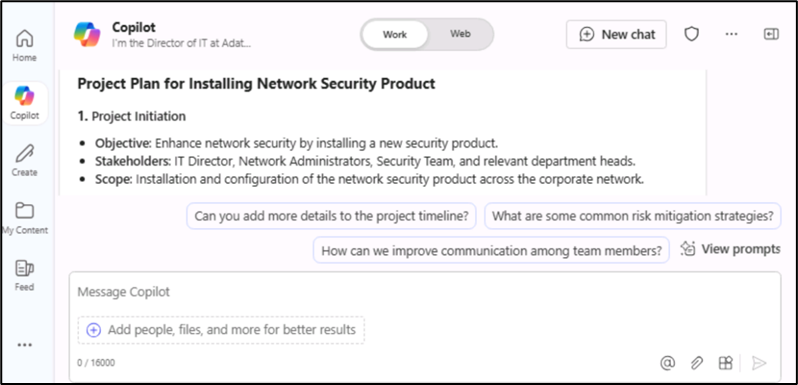 Copilot
I'm the Director of IT at Adat...
Work
Web
New chat
Home
Copilot
Create
My Content
Feed
Project Plan for Installing Network Security Product
1. Project Initiation
• Objective: Enhance network security by installing a new security product.
• Stakeholders: IT Director, Network Administrators, Security Team, and relevant department heads.
• Scope: Installation and configuration of the network security product across the corporate network.
Can you add more details to the project timeline?
What are some common risk mitigation strategies?
How can we improve communication among team members?
View prompts
Message Copilot
Add people, files, and more for better results
0 / 16000